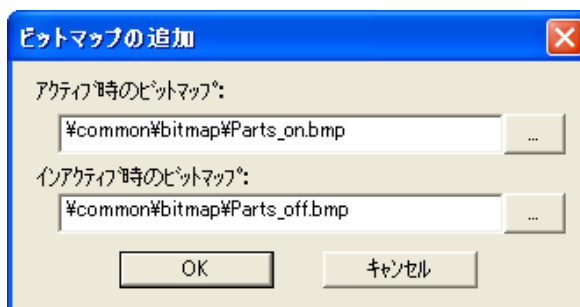 ビットマップの追加
ｱｸﾃｨﾌﾞ時のﾋﾞｯﾄﾏｯﾌﾟ:
¥common¥bitmap¥Parts_on.bmp ...
ｲﾝｱｸﾃｨﾌﾞ時のﾋﾞｯﾄﾏｯﾌﾟ:
¥common¥bitmap¥Parts_off.bmp ...
OK ｷｬﾝｾﾙ